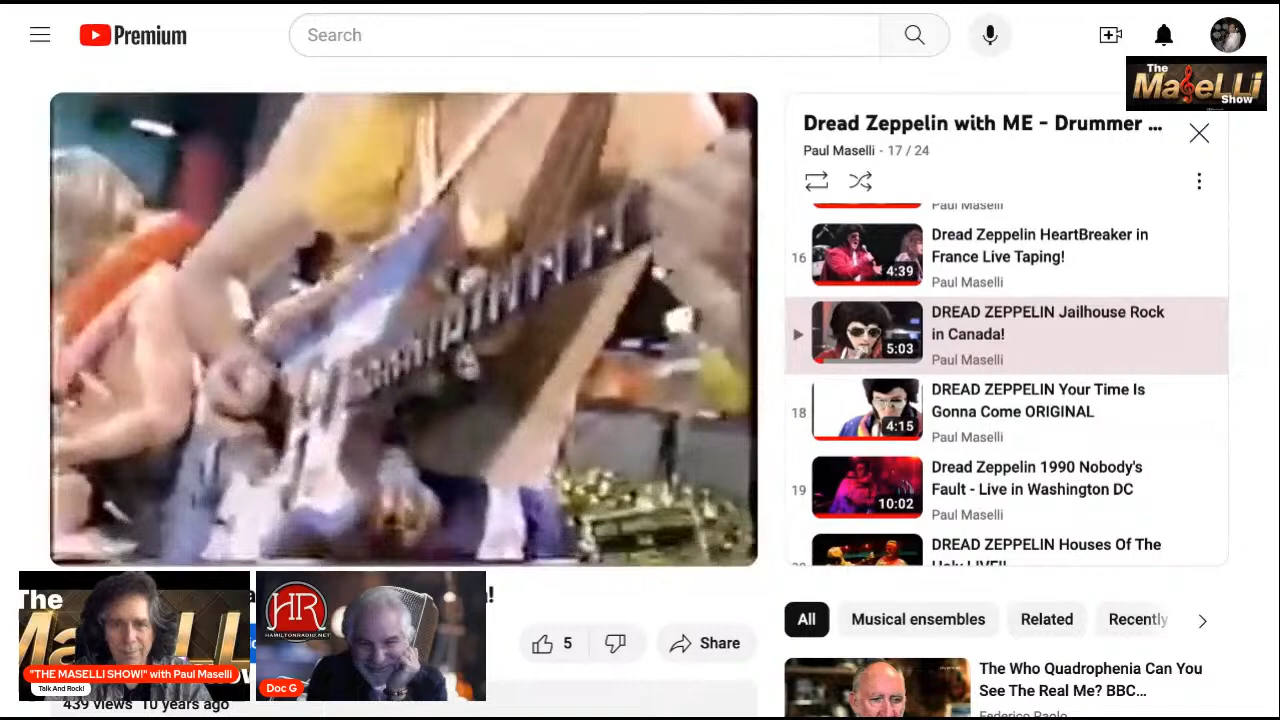 Premium
Search
The
MaSeLLi
Show
Dread Zeppelin with ME - Drummer ...
Paul Maselli - 17 / 24
Paul Maselli
16
Dread Zeppelin HeartBreaker in
France Live Taping!
4:39
Paul Maselli
DREAD ZEPPELIN Jailhouse Rock
in Canada!
5:03
Paul Maselli
18
DREAD ZEPPELIN Your Time Is
Gonna Come ORIGINAL
4:15
Paul Maselli
19
Dread Zeppelin 1990 Nobody's
Fault - Live in Washington DC
10:02
Paul Maselli
DREAD ZEPPELIN Houses Of The
Holy LIVE!!
The
"THE MASELLI SHOW!" with Paul Maselli
Talk And Rock!
HR
HAMILTONRADIO.NET
Doc G
5
Share
439 views 10 years ago
All
Musical ensembles
Related
Recently
The Who Quadrophenia Can You
See The Real Me? BBC...
Federico Paolo